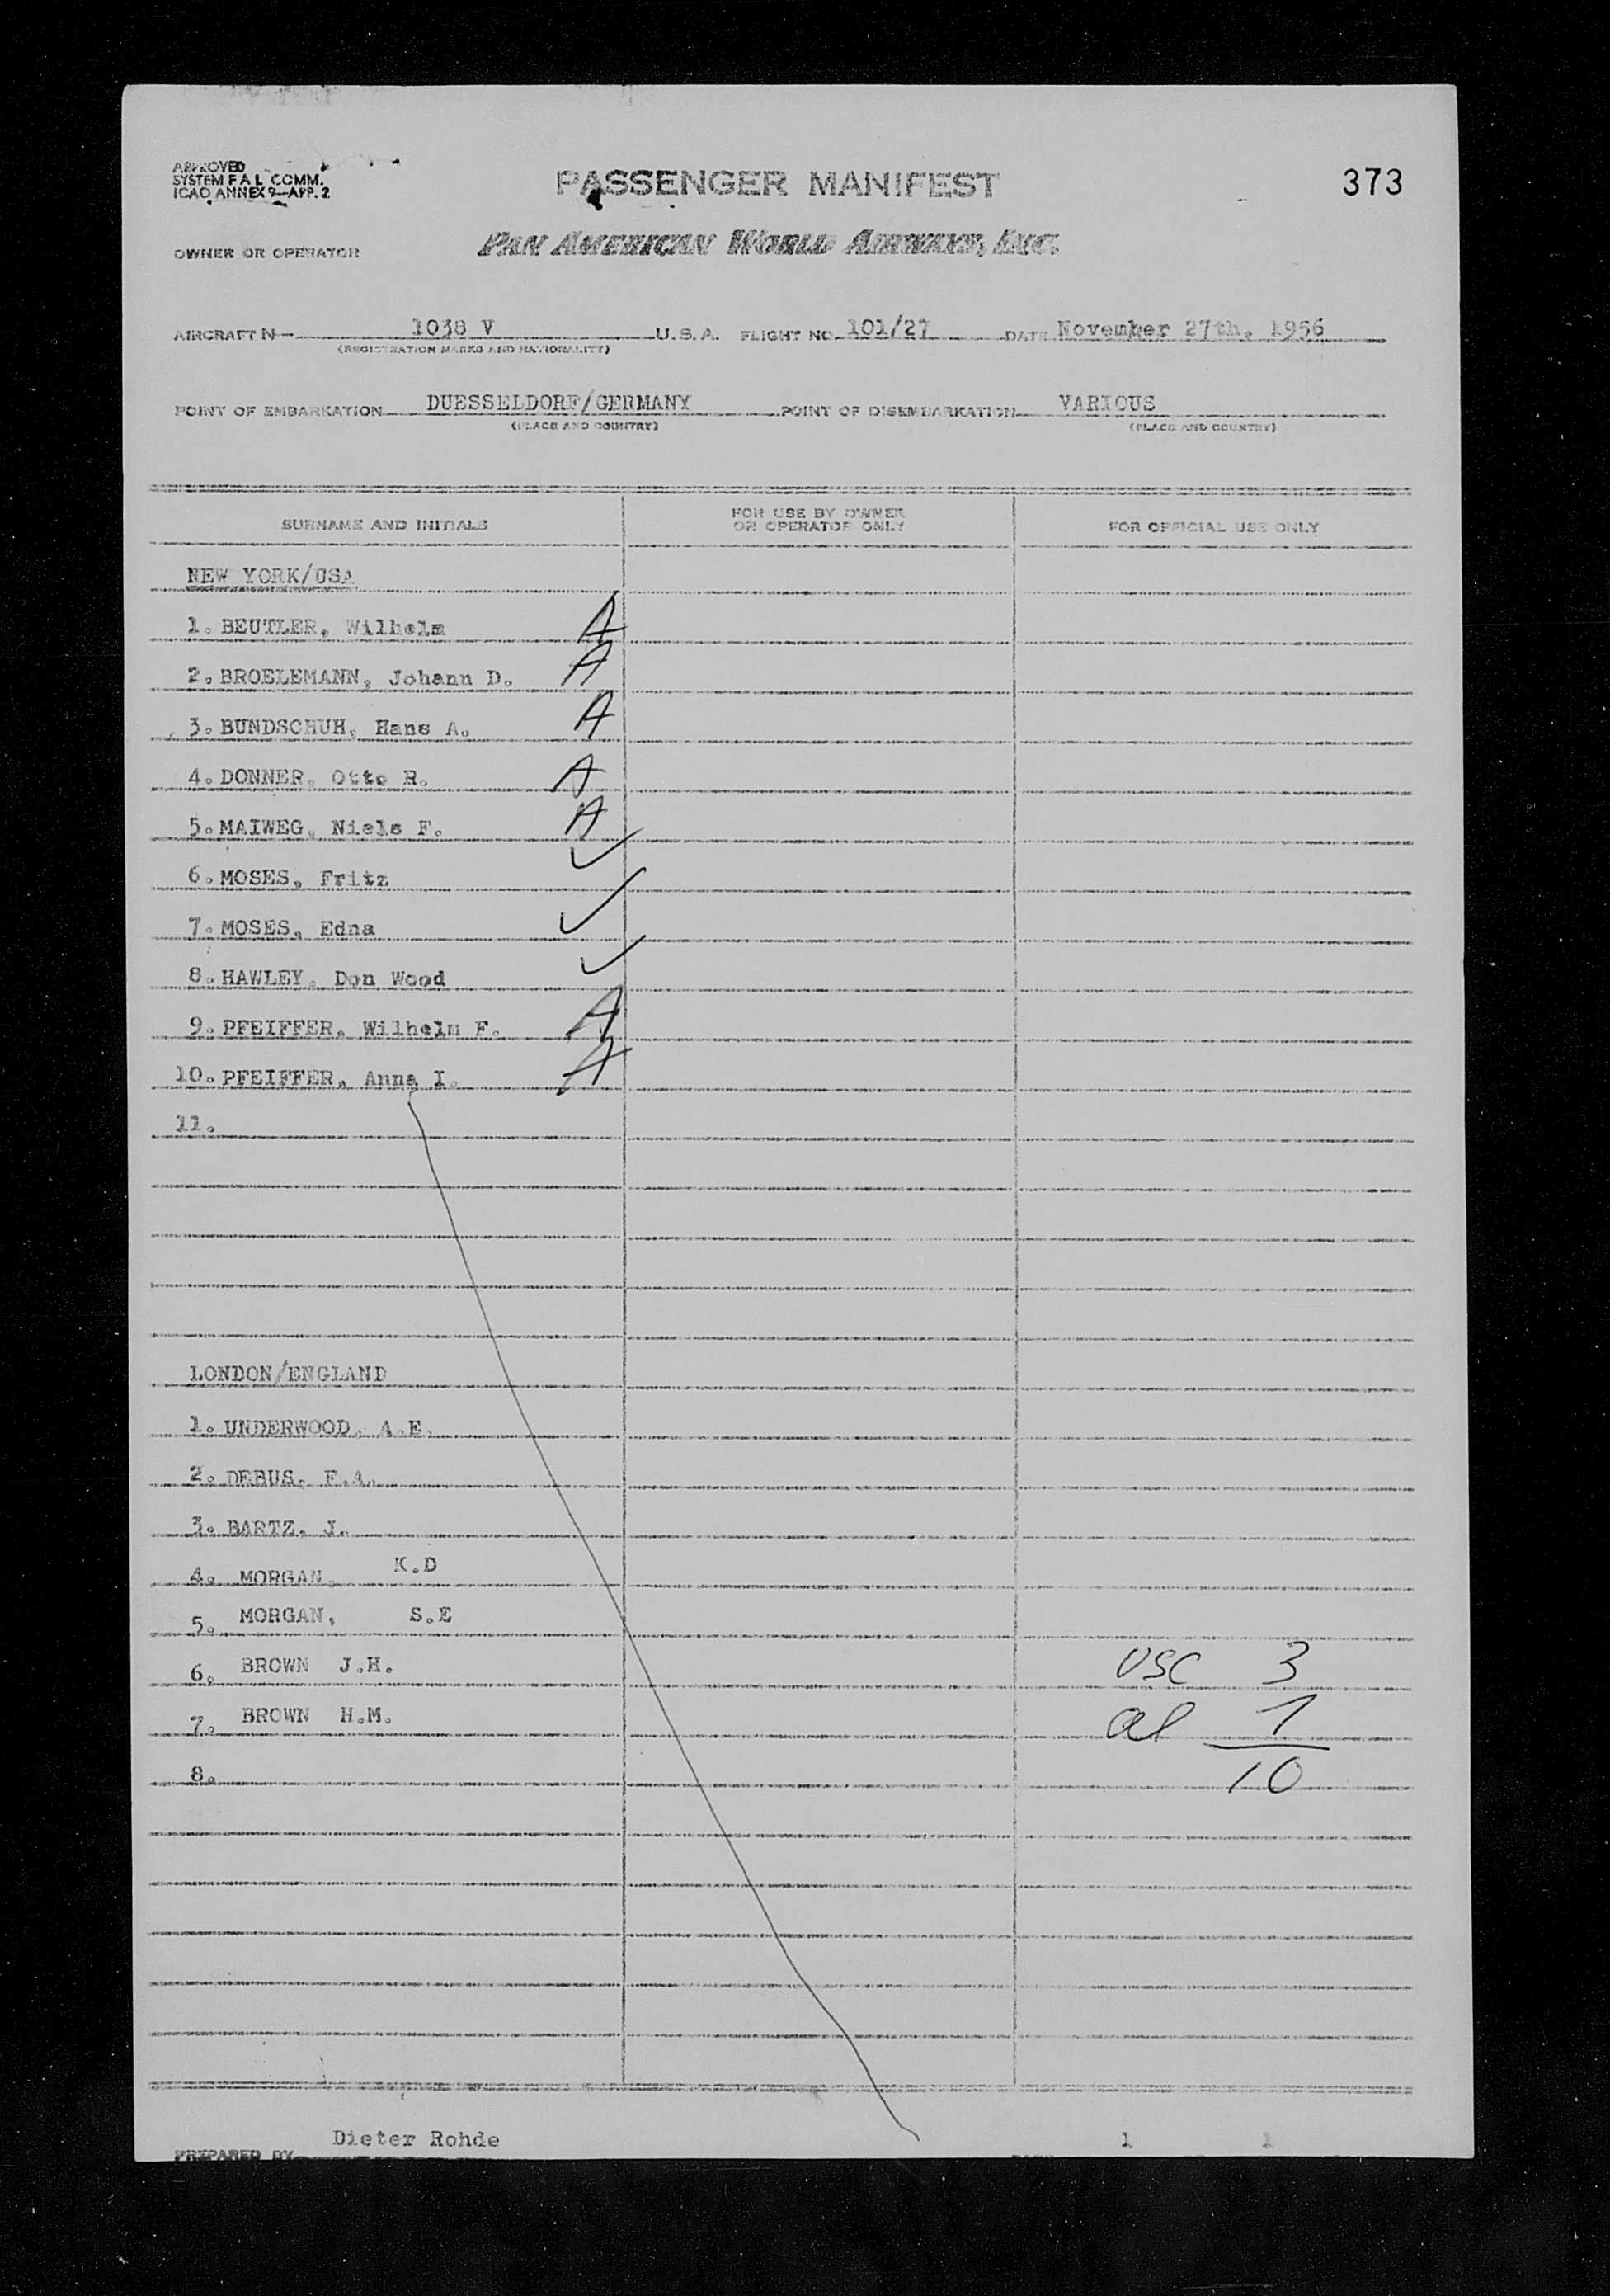 APPROVED
SYSTEM F A L COMM.
ICAO ANNEX 9—APP. 2
PASSENGER MANIFEST
373
OWNER OR OPERATOR
PAN AMERICAN WORLD AIRWAYS, INC.
AIRCRAFT N— 1038 V U.S.A. FLIGHT NO. 101/27 DATE November 27th, 1956
(REGISTRATION MARKS AND NATIONALITY)
POINT OF EMBARKATION DUESSELDORF/GERMANY POINT OF DISEMBARKATION VARIOUS
(PLACE AND COUNTRY) (PLACE AND COUNTRY)
SURNAME AND INITIALS
FOR USE BY OWNER
OR OPERATOR ONLY
FOR OFFICIAL USE ONLY
NEW YORK/USA
1. BEUTLER, Wilhelm A
2. BROELEMANN, Johann D. A
3. BUNDSCHUH, Hans A. A
4. DONNER, Otto R. A
5. MAIWEG, Niels F. A
6. MOSES, Fritz ✓
7. MOSES, Edna ✓
8. HAWLEY, Don Wood ✓
9. PFEIFFER, Wilhelm F. A
10. PFEIFFER, Anna I. A
11.
LONDON/ENGLAND
1. UNDERWOOD, A.E.
2. DEBUS, F.A.
3. BARTZ, J.
4. MORGAN, K.D
5. MORGAN, S.E
6. BROWN J.H. USC 3
7. BROWN H.M. al 7
8. 10
Dieter Rohde 1 1
PREPARED BY